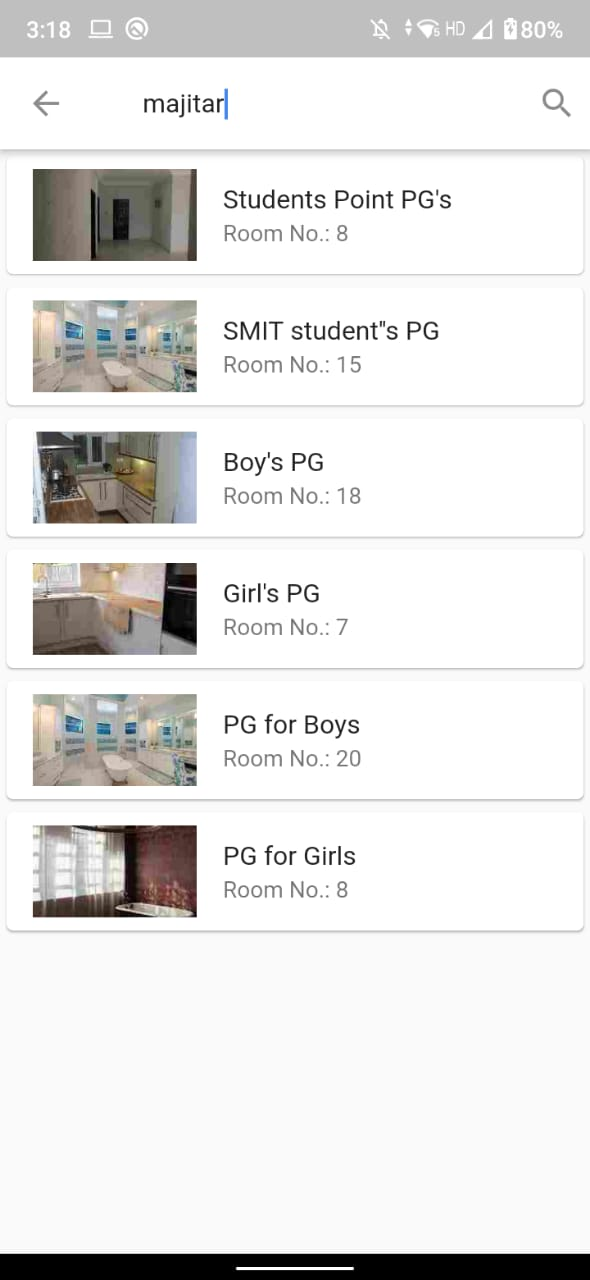 3:18 5 HD 80%
majitar
Students Point PG's
Room No.: 8
SMIT student"s PG
Room No.: 15
Boy's PG
Room No.: 18
Girl's PG
Room No.: 7
PG for Boys
Room No.: 20
PG for Girls
Room No.: 8